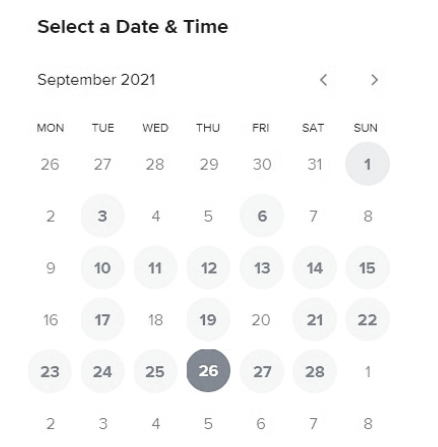 Select a Date & Time
September 2021
MON TUE WED THU FRI SAT SUN
26 27 28 29 30 31 1
2 3 4 5 6 7 8
9 10 11 12 13 14 15
16 17 18 19 20 21 22
23 24 25 26 27 28 1
2 3 4 5 6 7 8